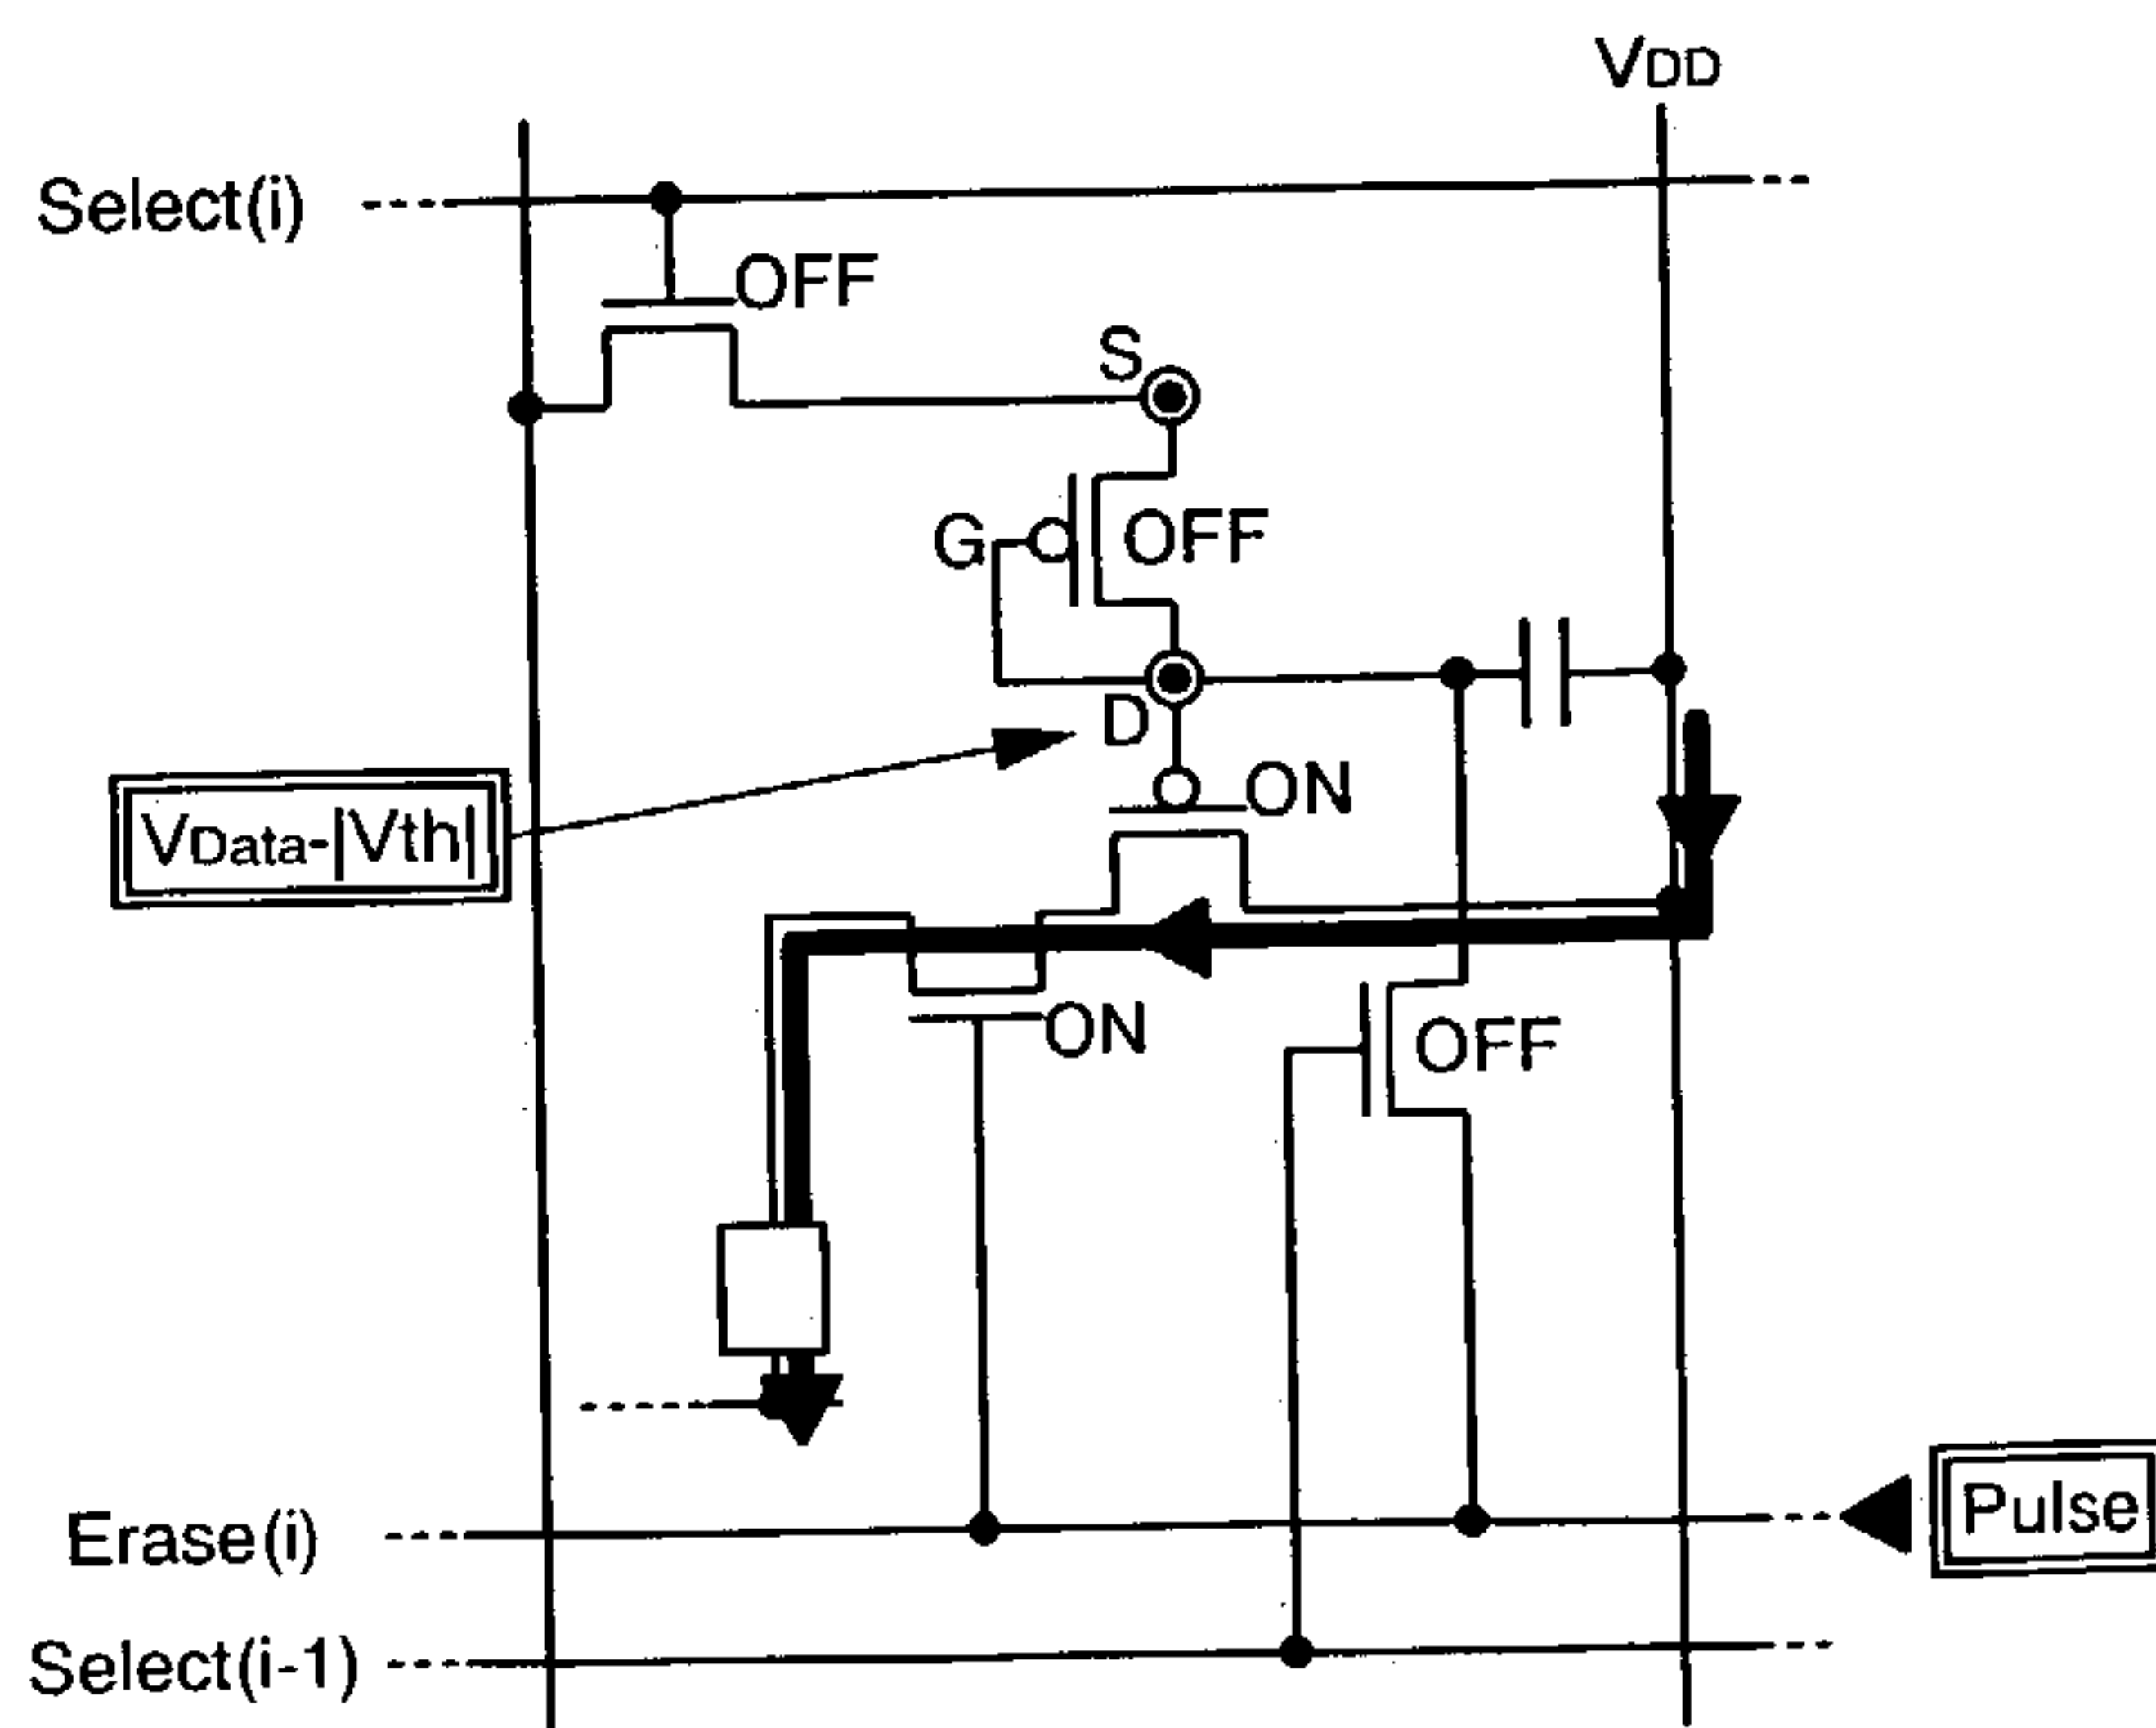 VDD
Select(i)
OFF
S
G
OFF
D
ON
VData-|Vth|
ON
OFF
Erase(i)
Pulse
Select(i-1)